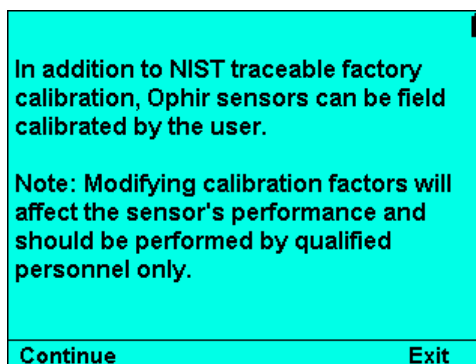 In addition to NIST traceable factory
calibration, Ophir sensors can be field
calibrated by the user.
Note: Modifying calibration factors will
affect the sensor's performance and
should be performed by qualified
personnel only.
Continue
Exit